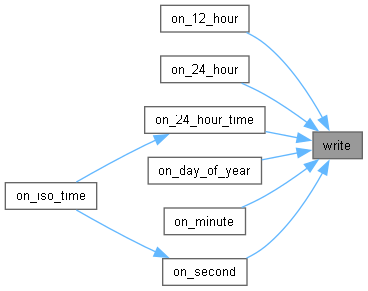 on_12_hour
on_24_hour
on_24_hour_time
write
on_day_of_year
on_iso_time
on_minute
on_second